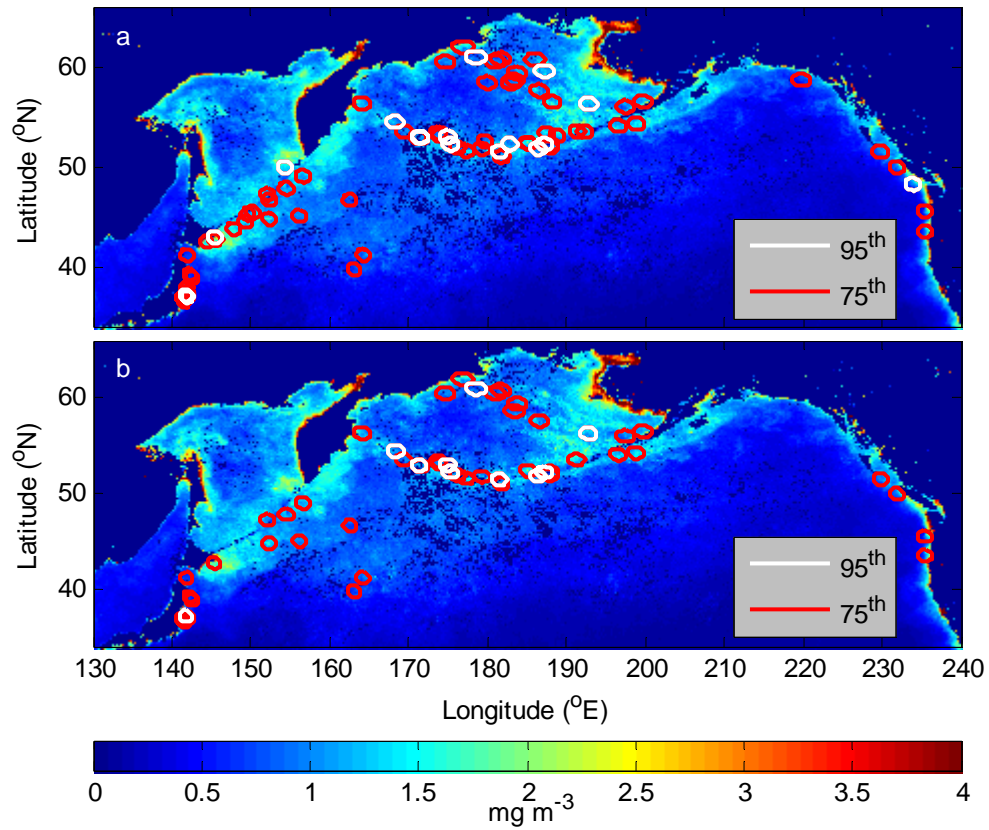 a
60
50
40
Latitude (°N)
95th
75th
b
60
50
40
Latitude (°N)
95th
75th
130 140 150 160 170 180 190 200 210 220 230 240
Longitude (°E)
0 0.5 1 1.5 2 2.5 3 3.5 4
mg m-3